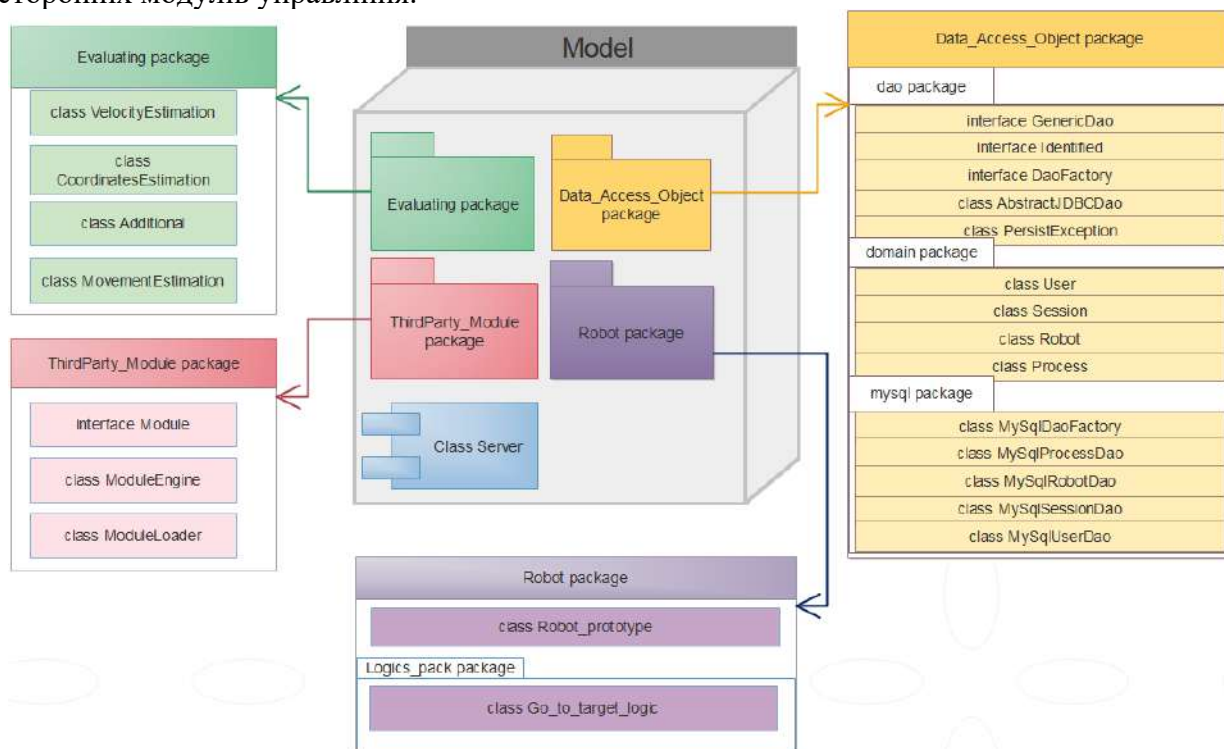 сторонніх модулів управління.
Model
Evaluating package
class VelocityEstimation
class
CoordinatesEstimation
class Additional
class MovementEstimation
ThirdParty_Module package
Interface Module
class ModuleEngine
class ModuleLoader
Evaluating package
Data_Access_Object
package
ThirdParty_Module
package
Robot package
Class Server
Data_Access_Object package
dao package
interface GenericDao
interface Identified
interface DaoFactory
class AbstractJDBCDao
class PersistException
domain package
class User
class Session
class Robot
class Process
mysql package
class MySqlDaoFactory
class MySqlProcessDao
class MySqlRobotDao
class MySqlSessionDao
class MySqlUserDao
Robot package
class Robot_prototype
Logics_pack package
class Go_to_target_logic